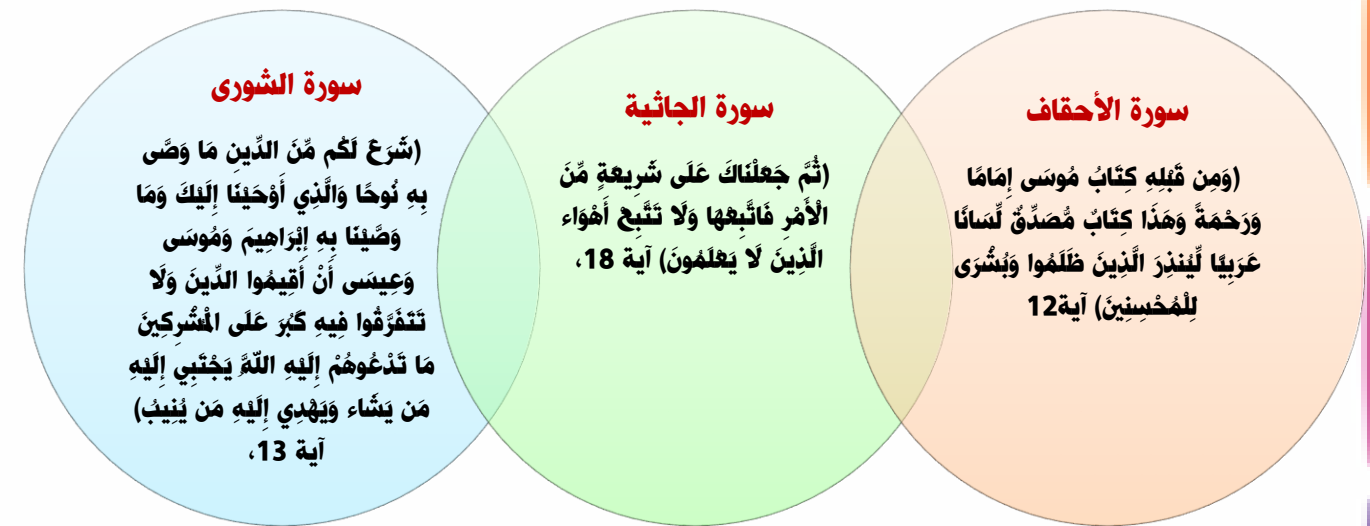 سورة الأحقاف
(وَمِن قَبْلِهِ كِتَابُ مُوسَى إِمَامًا
وَرَحْمَةً وَهَذَا كِتَابٌ مُّصَدِّقٌ لِّسَانًا
عَرَبِيًّا لِّيُنذِرَ الَّذِينَ ظَلَمُوا وَبُشْرَى
لِلْمُحْسِنِينَ) آية12
سورة الجاثية
(ثُمَّ جَعَلْنَاكَ عَلَى شَرِيعَةٍ مِّنَ
الْأَمْرِ فَاتَّبِعْهَا وَلَا تَتَّبِعْ أَهْوَاء
الَّذِينَ لَا يَعْلَمُونَ) آية 18،
سورة الشورى
(شَرَعَ لَكُم مِّنَ الدِّينِ مَا وَصَّى
بِهِ نُوحًا وَالَّذِي أَوْحَيْنَا إِلَيْكَ وَمَا
وَصَّيْنَا بِهِ إِبْرَاهِيمَ وَمُوسَى
وَعِيسَى أَنْ أَقِيمُوا الدِّينَ وَلَا
تَتَفَرَّقُوا فِيهِ كَبُرَ عَلَى الْمُشْرِكِينَ
مَا تَدْعُوهُمْ إِلَيْهِ اللَّهُ يَجْتَبِي إِلَيْهِ
مَن يَشَاء وَيَهْدِي إِلَيْهِ مَن يُنِيبُ)
آية 13،